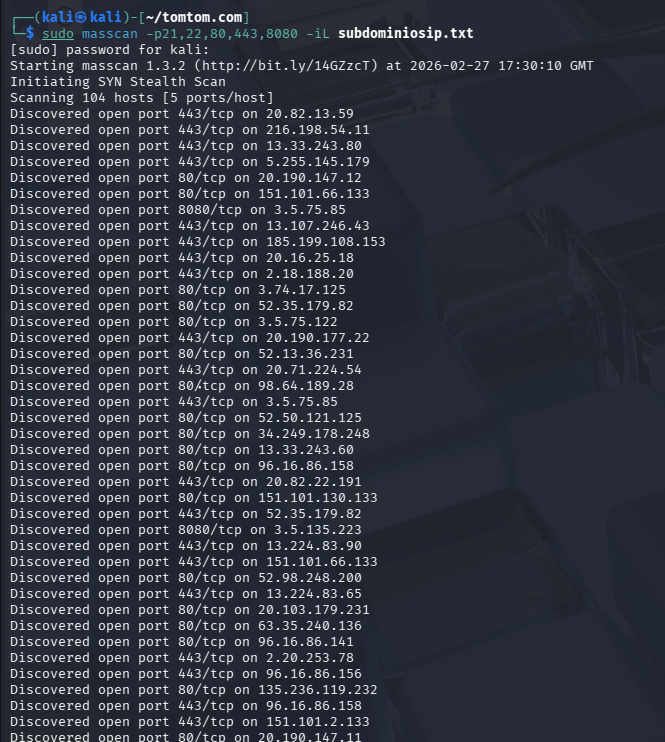 ┌──(kali㉿kali)-[~/tomtom.com]
└─$ sudo masscan -p21,22,80,443,8080 -iL subdominiosip.txt
[sudo] password for kali:
Starting masscan 1.3.2 (http://bit.ly/14GZzcT) at 2026-02-27 17:30:10 GMT
Initiating SYN Stealth Scan
Scanning 104 hosts [5 ports/host]
Discovered open port 443/tcp on 20.82.13.59
Discovered open port 443/tcp on 216.198.54.11
Discovered open port 443/tcp on 13.33.243.80
Discovered open port 443/tcp on 5.255.145.179
Discovered open port 80/tcp on 20.190.147.12
Discovered open port 80/tcp on 151.101.66.133
Discovered open port 8080/tcp on 3.5.75.85
Discovered open port 443/tcp on 13.107.246.43
Discovered open port 443/tcp on 185.199.108.153
Discovered open port 443/tcp on 20.16.25.18
Discovered open port 443/tcp on 2.18.188.20
Discovered open port 80/tcp on 3.74.17.125
Discovered open port 80/tcp on 52.35.179.82
Discovered open port 80/tcp on 3.5.75.122
Discovered open port 443/tcp on 20.190.177.22
Discovered open port 80/tcp on 52.13.36.231
Discovered open port 443/tcp on 20.71.224.54
Discovered open port 80/tcp on 98.64.189.28
Discovered open port 443/tcp on 3.5.75.85
Discovered open port 80/tcp on 52.50.121.125
Discovered open port 80/tcp on 34.249.178.248
Discovered open port 80/tcp on 13.33.243.60
Discovered open port 80/tcp on 96.16.86.158
Discovered open port 443/tcp on 20.82.22.191
Discovered open port 80/tcp on 151.101.130.133
Discovered open port 443/tcp on 52.35.179.82
Discovered open port 8080/tcp on 3.5.135.223
Discovered open port 443/tcp on 13.224.83.90
Discovered open port 443/tcp on 151.101.66.133
Discovered open port 80/tcp on 52.98.248.200
Discovered open port 443/tcp on 13.224.83.65
Discovered open port 80/tcp on 20.103.179.231
Discovered open port 80/tcp on 63.35.240.136
Discovered open port 80/tcp on 96.16.86.141
Discovered open port 443/tcp on 2.20.253.78
Discovered open port 443/tcp on 96.16.86.156
Discovered open port 80/tcp on 135.236.119.232
Discovered open port 443/tcp on 96.16.86.158
Discovered open port 443/tcp on 151.101.2.133
Discovered open port 80/tcp on 20.190.147.11